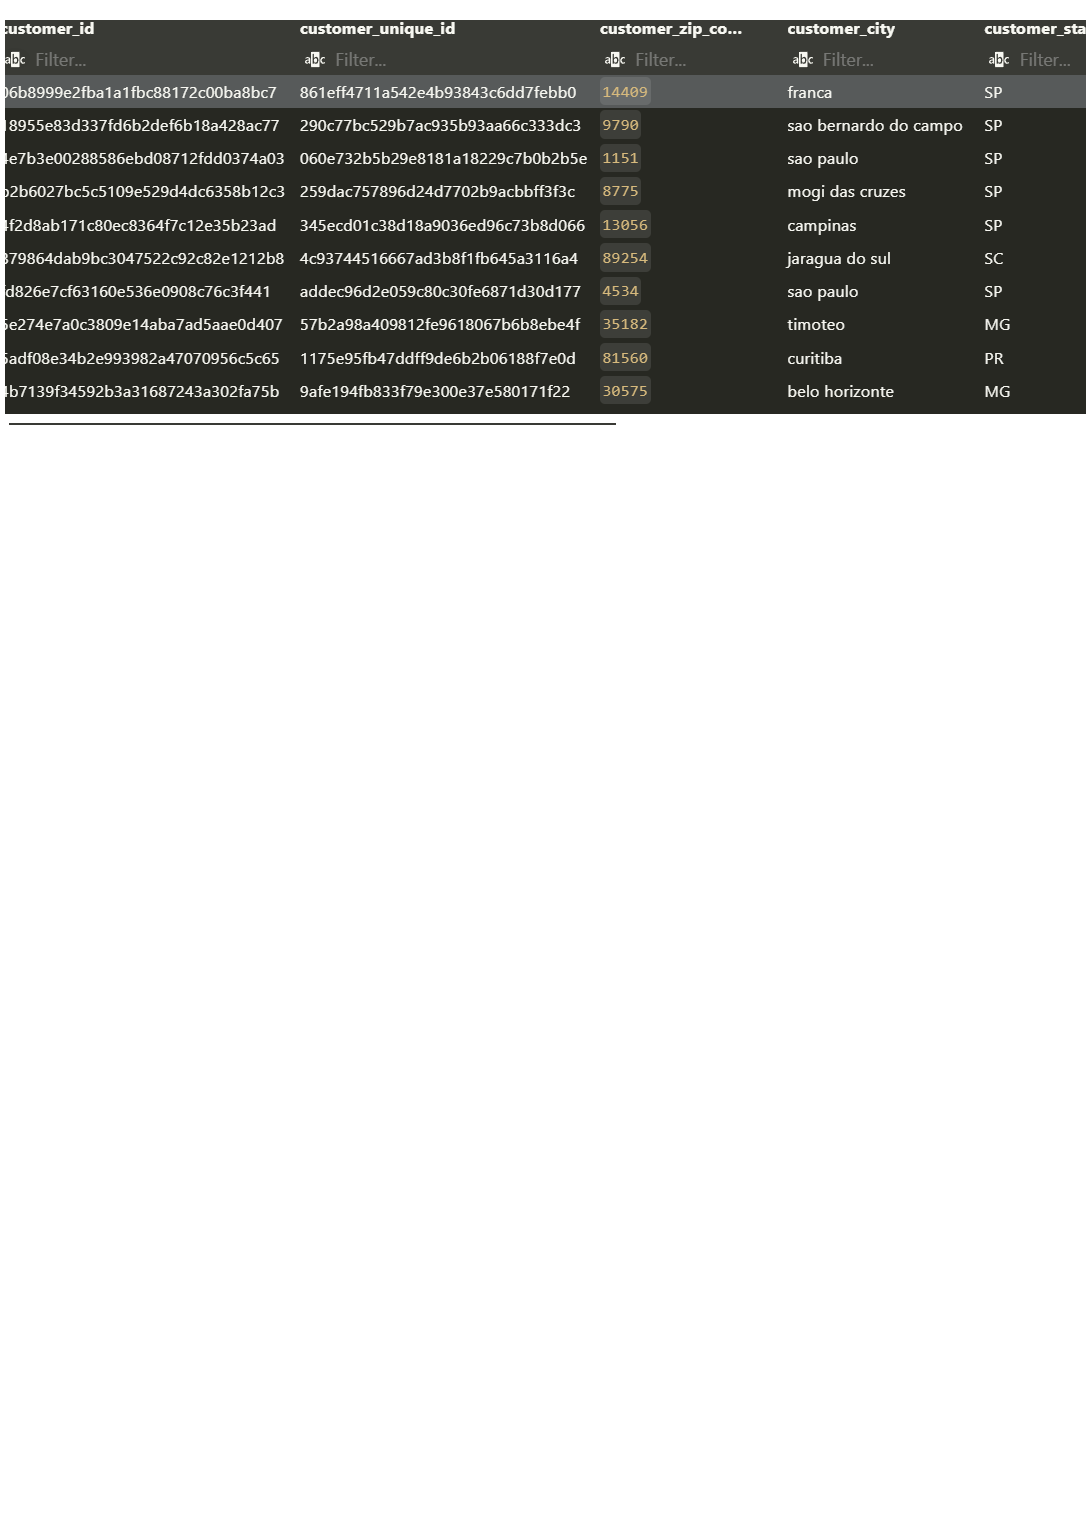 customer_id customer_unique_id customer_zip_co... customer_city customer_sta
abc Filter... abc Filter... abc Filter... abc Filter... abc Filter...
06b8999e2fba1a1fbc88172c00ba8bc7 861eff4711a542e4b93843c6dd7febb0 14409 franca SP
18955e83d337fd6b2def6b18a428ac77 290c77bc529b7ac935b93aa66c333dc3 9790 sao bernardo do campo SP
4e7b3e00288586ebd08712fdd0374a03 060e732b5b29e8181a18229c7b0b2b5e 1151 sao paulo SP
b2b6027bc5c5109e529d4dc6358b12c3 259dac757896d24d7702b9acbbff3f3c 8775 mogi das cruzes SP
4f2d8ab171c80ec8364f7c12e35b23ad 345ecd01c38d18a9036ed96c73b8d066 13056 campinas SP
879864dab9bc3047522c92c82e1212b8 4c93744516667ad3b8f1fb645a3116a4 89254 jaragua do sul SC
fd826e7cf63160e536e0908c76c3f441 addec96d2e059c80c30fe6871d30d177 4534 sao paulo SP
5e274e7a0c3809e14aba7ad5aae0d407 57b2a98a409812fe9618067b6b8ebe4f 35182 timoteo MG
5adf08e34b2e993982a47070956c5c65 1175e95fb47ddff9de6b2b06188f7e0d 81560 curitiba PR
4b7139f34592b3a31687243a302fa75b 9afe194fb833f79e300e37e580171f22 30575 belo horizonte MG